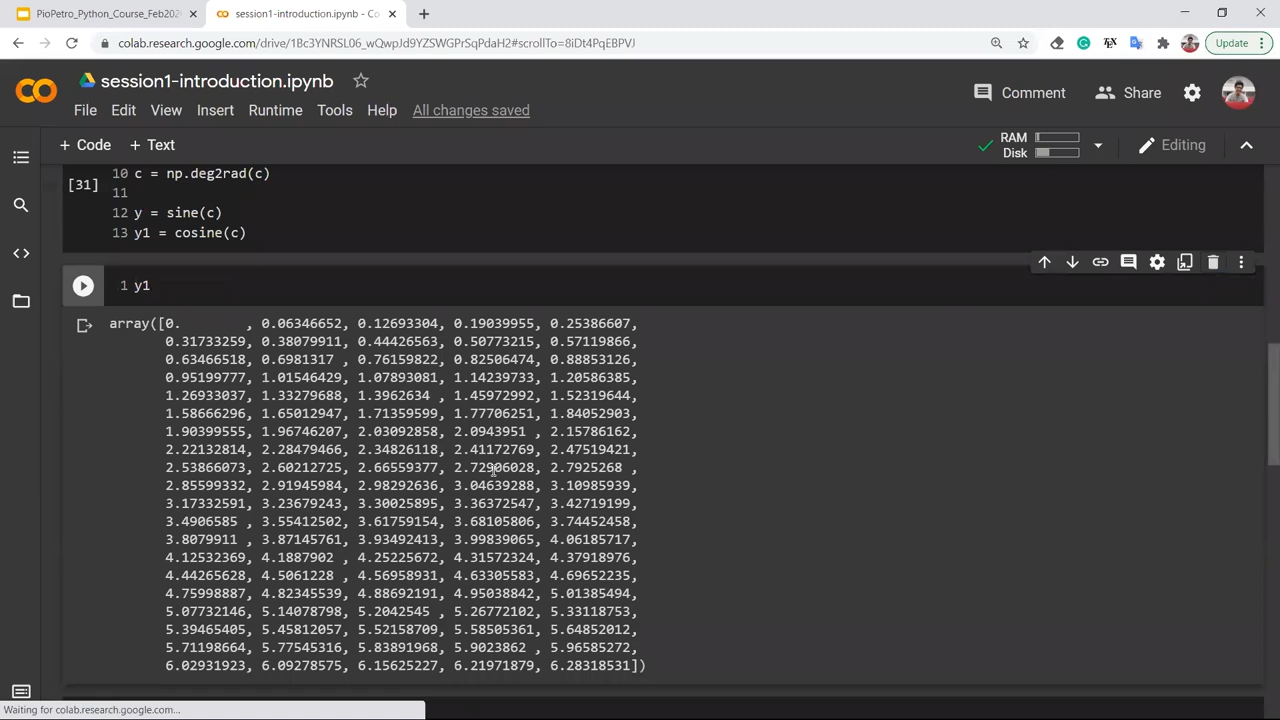 PioPetro_Python_Course_Feb202
session1-introduction.ipynb - Co
colab.research.google.com/drive/1Bc3YNRSL06_wQwpJd9YZSWGPrSqPdaH2#scrollTo=8iDt4PqEBPVJ
Update
session1-introduction.ipynb
Comment
Share
File Edit View Insert Runtime Tools Help All changes saved
+ Code + Text
RAM
Disk
Editing
10 c = np.deg2rad(c)
[31]
11
12 y = sine(c)
13 y1 = cosine(c)
1 y1
array([0. , 0.06346652, 0.12693304, 0.19039955, 0.25386607,
0.31733259, 0.38079911, 0.44426563, 0.50773215, 0.57119866,
0.63466518, 0.6981317 , 0.76159822, 0.82506474, 0.88853126,
0.95199777, 1.01546429, 1.07893081, 1.14239733, 1.20586385,
1.26933037, 1.33279688, 1.3962634 , 1.45972992, 1.52319644,
1.58666296, 1.65012947, 1.71359599, 1.77706251, 1.84052903,
1.90399555, 1.96746207, 2.03092858, 2.0943951 , 2.15786162,
2.22132814, 2.28479466, 2.34826118, 2.41172769, 2.47519421,
2.53866073, 2.60212725, 2.66559377, 2.72906028, 2.7925268 ,
2.85599332, 2.91945984, 2.98292636, 3.04639288, 3.10985939,
3.17332591, 3.23679243, 3.30025895, 3.36372547, 3.42719199,
3.4906585 , 3.55412502, 3.61759154, 3.68105806, 3.74452458,
3.8079911 , 3.87145761, 3.93492413, 3.99839065, 4.06185717,
4.12532369, 4.1887902 , 4.25225672, 4.31572324, 4.37918976,
4.44265628, 4.5061228 , 4.56958931, 4.63305583, 4.69652235,
4.75998887, 4.82345539, 4.88692191, 4.95038842, 5.01385494,
5.07732146, 5.14078798, 5.2042545 , 5.26772102, 5.33118753,
5.39465405, 5.45812057, 5.52158709, 5.58505361, 5.64852012,
5.71198664, 5.77545316, 5.83891968, 5.9023862 , 5.96585272,
6.02931923, 6.09278575, 6.15625227, 6.21971879, 6.28318531])
Waiting for colab.research.google.com...